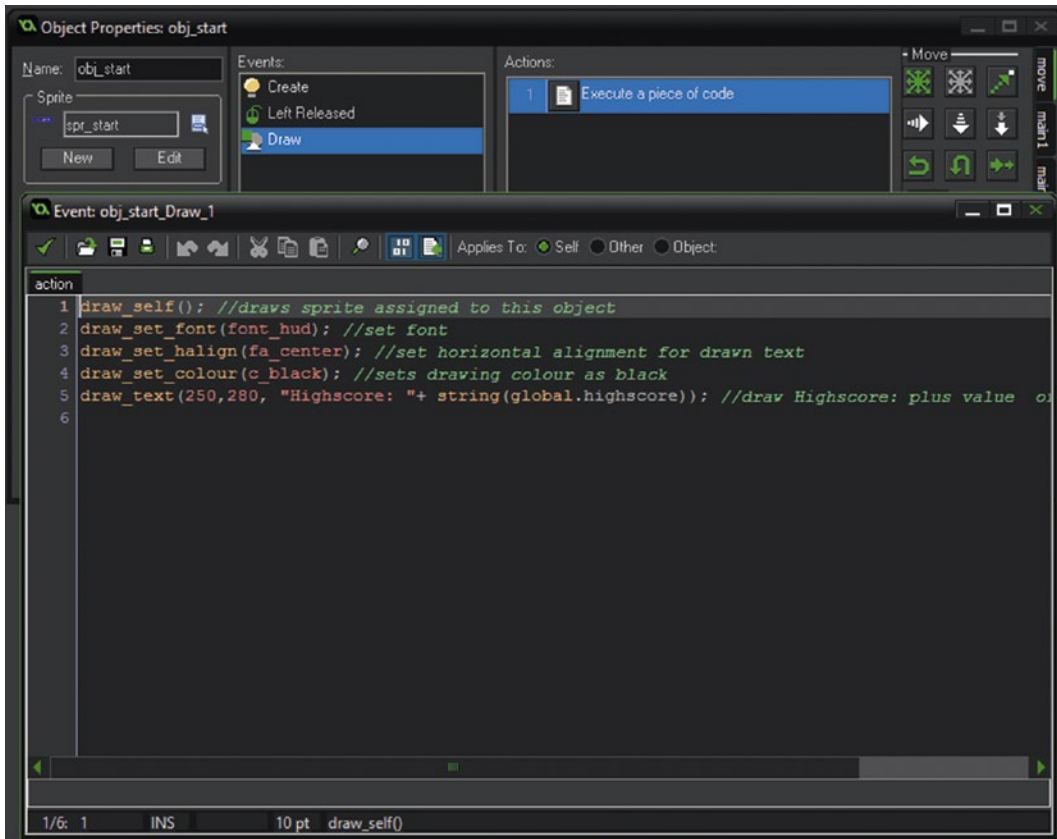 Object Properties: obj_start
Name: obj_start
Sprite
spr_start
New Edit
Events:
Create
Left Released
Draw
Actions:
1 Execute a piece of code
Move
move
main 1
Event: obj_start_Draw_1
Applies To: Self Other Object:
action
1 draw_self(); //draws sprite assigned to this object
2 draw_set_font(font_hud); //set font
3 draw_set_halign(fa_center); //set horizontal alignment for drawn text
4 draw_set_colour(c_black); //sets drawing colour as black
5 draw_text(250,280, "Highscore: "+ string(global.highscore)); //draw Highscore: plus value
6
1/6: 1 INS 10 pt draw_self()